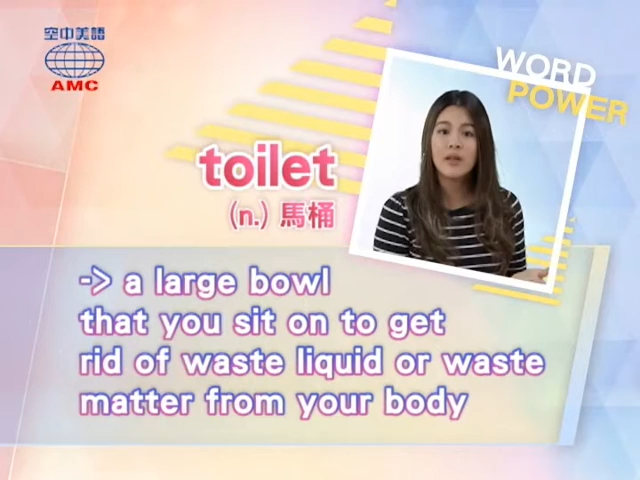 空中美語
AMC
WORD
POWER
toilet
(n.) 馬桶
-> a large bowl
that you sit on to get
rid of waste liquid or waste
matter from your body